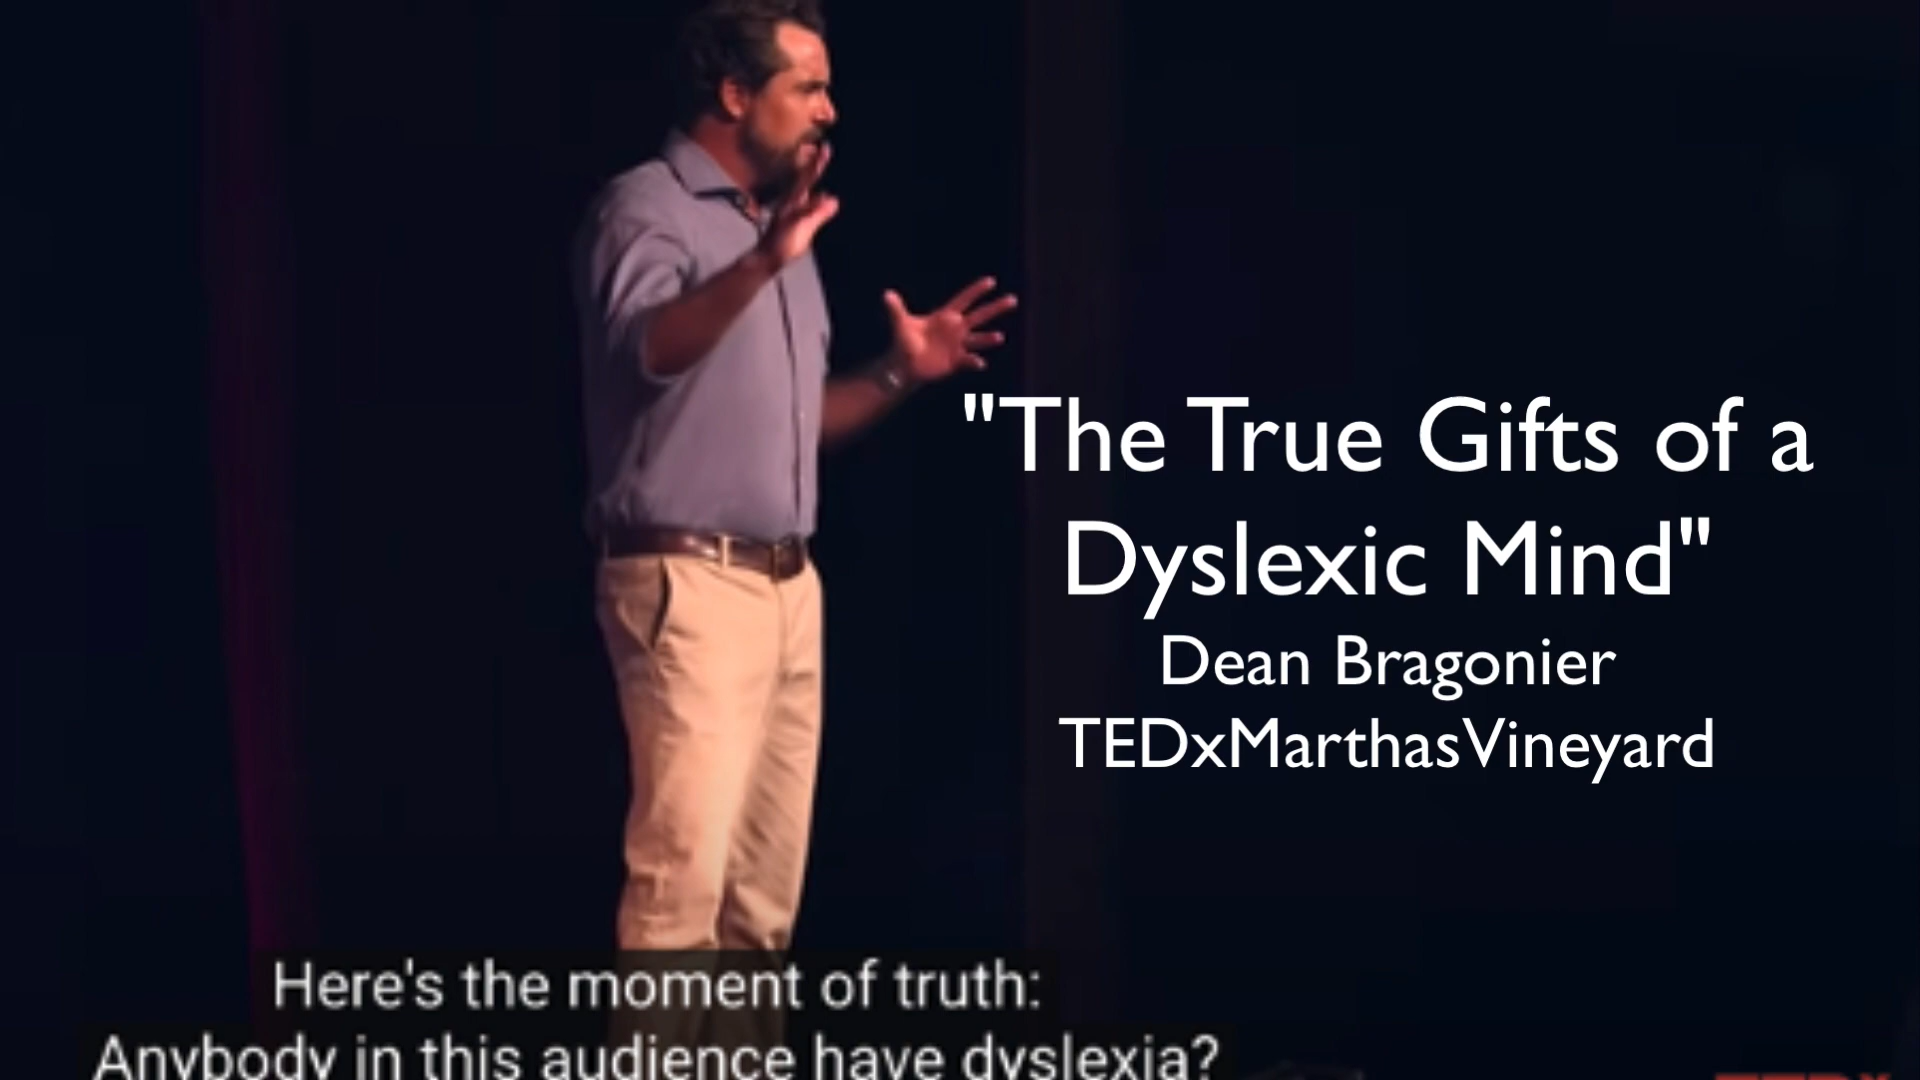 "The True Gifts of a
Dyslexic Mind"
Dean Bragonier
TEDxMarthasVineyard
Here's the moment of truth:
Anybody in this audience have dyslexia?